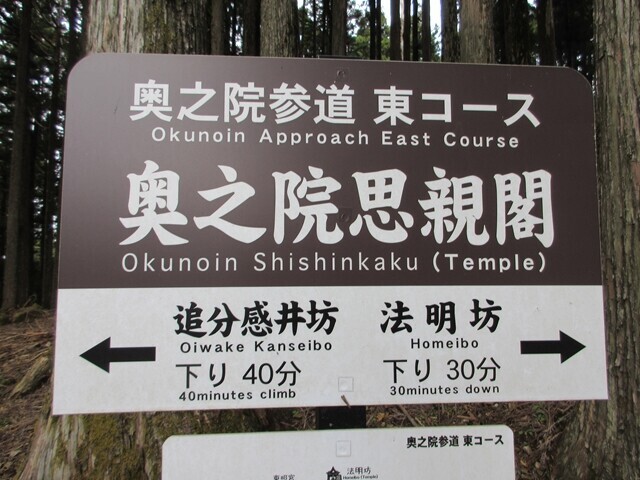 奥之院参道 東コース
Okunoin Approach East Course
奥之院思親閣
Okunoin Shishinkaku (Temple)
追分感井坊 法明坊
Oiwake Kanseibo Homeibo
下り 40分 下り 30分
40minutes climb 30minutes down
奥之院参道 東コース
法明坊
Homeibo (Temple)